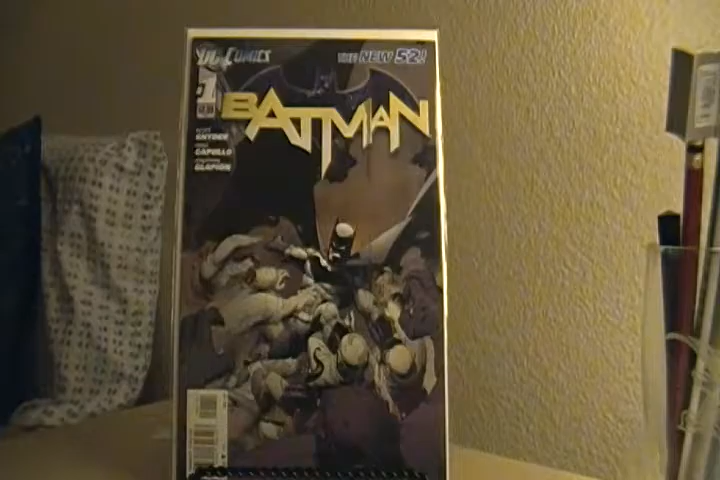 DC COMICS
THE NEW 52!
#1
BATMAN
SNYDER
CAPULLO
GLAPION